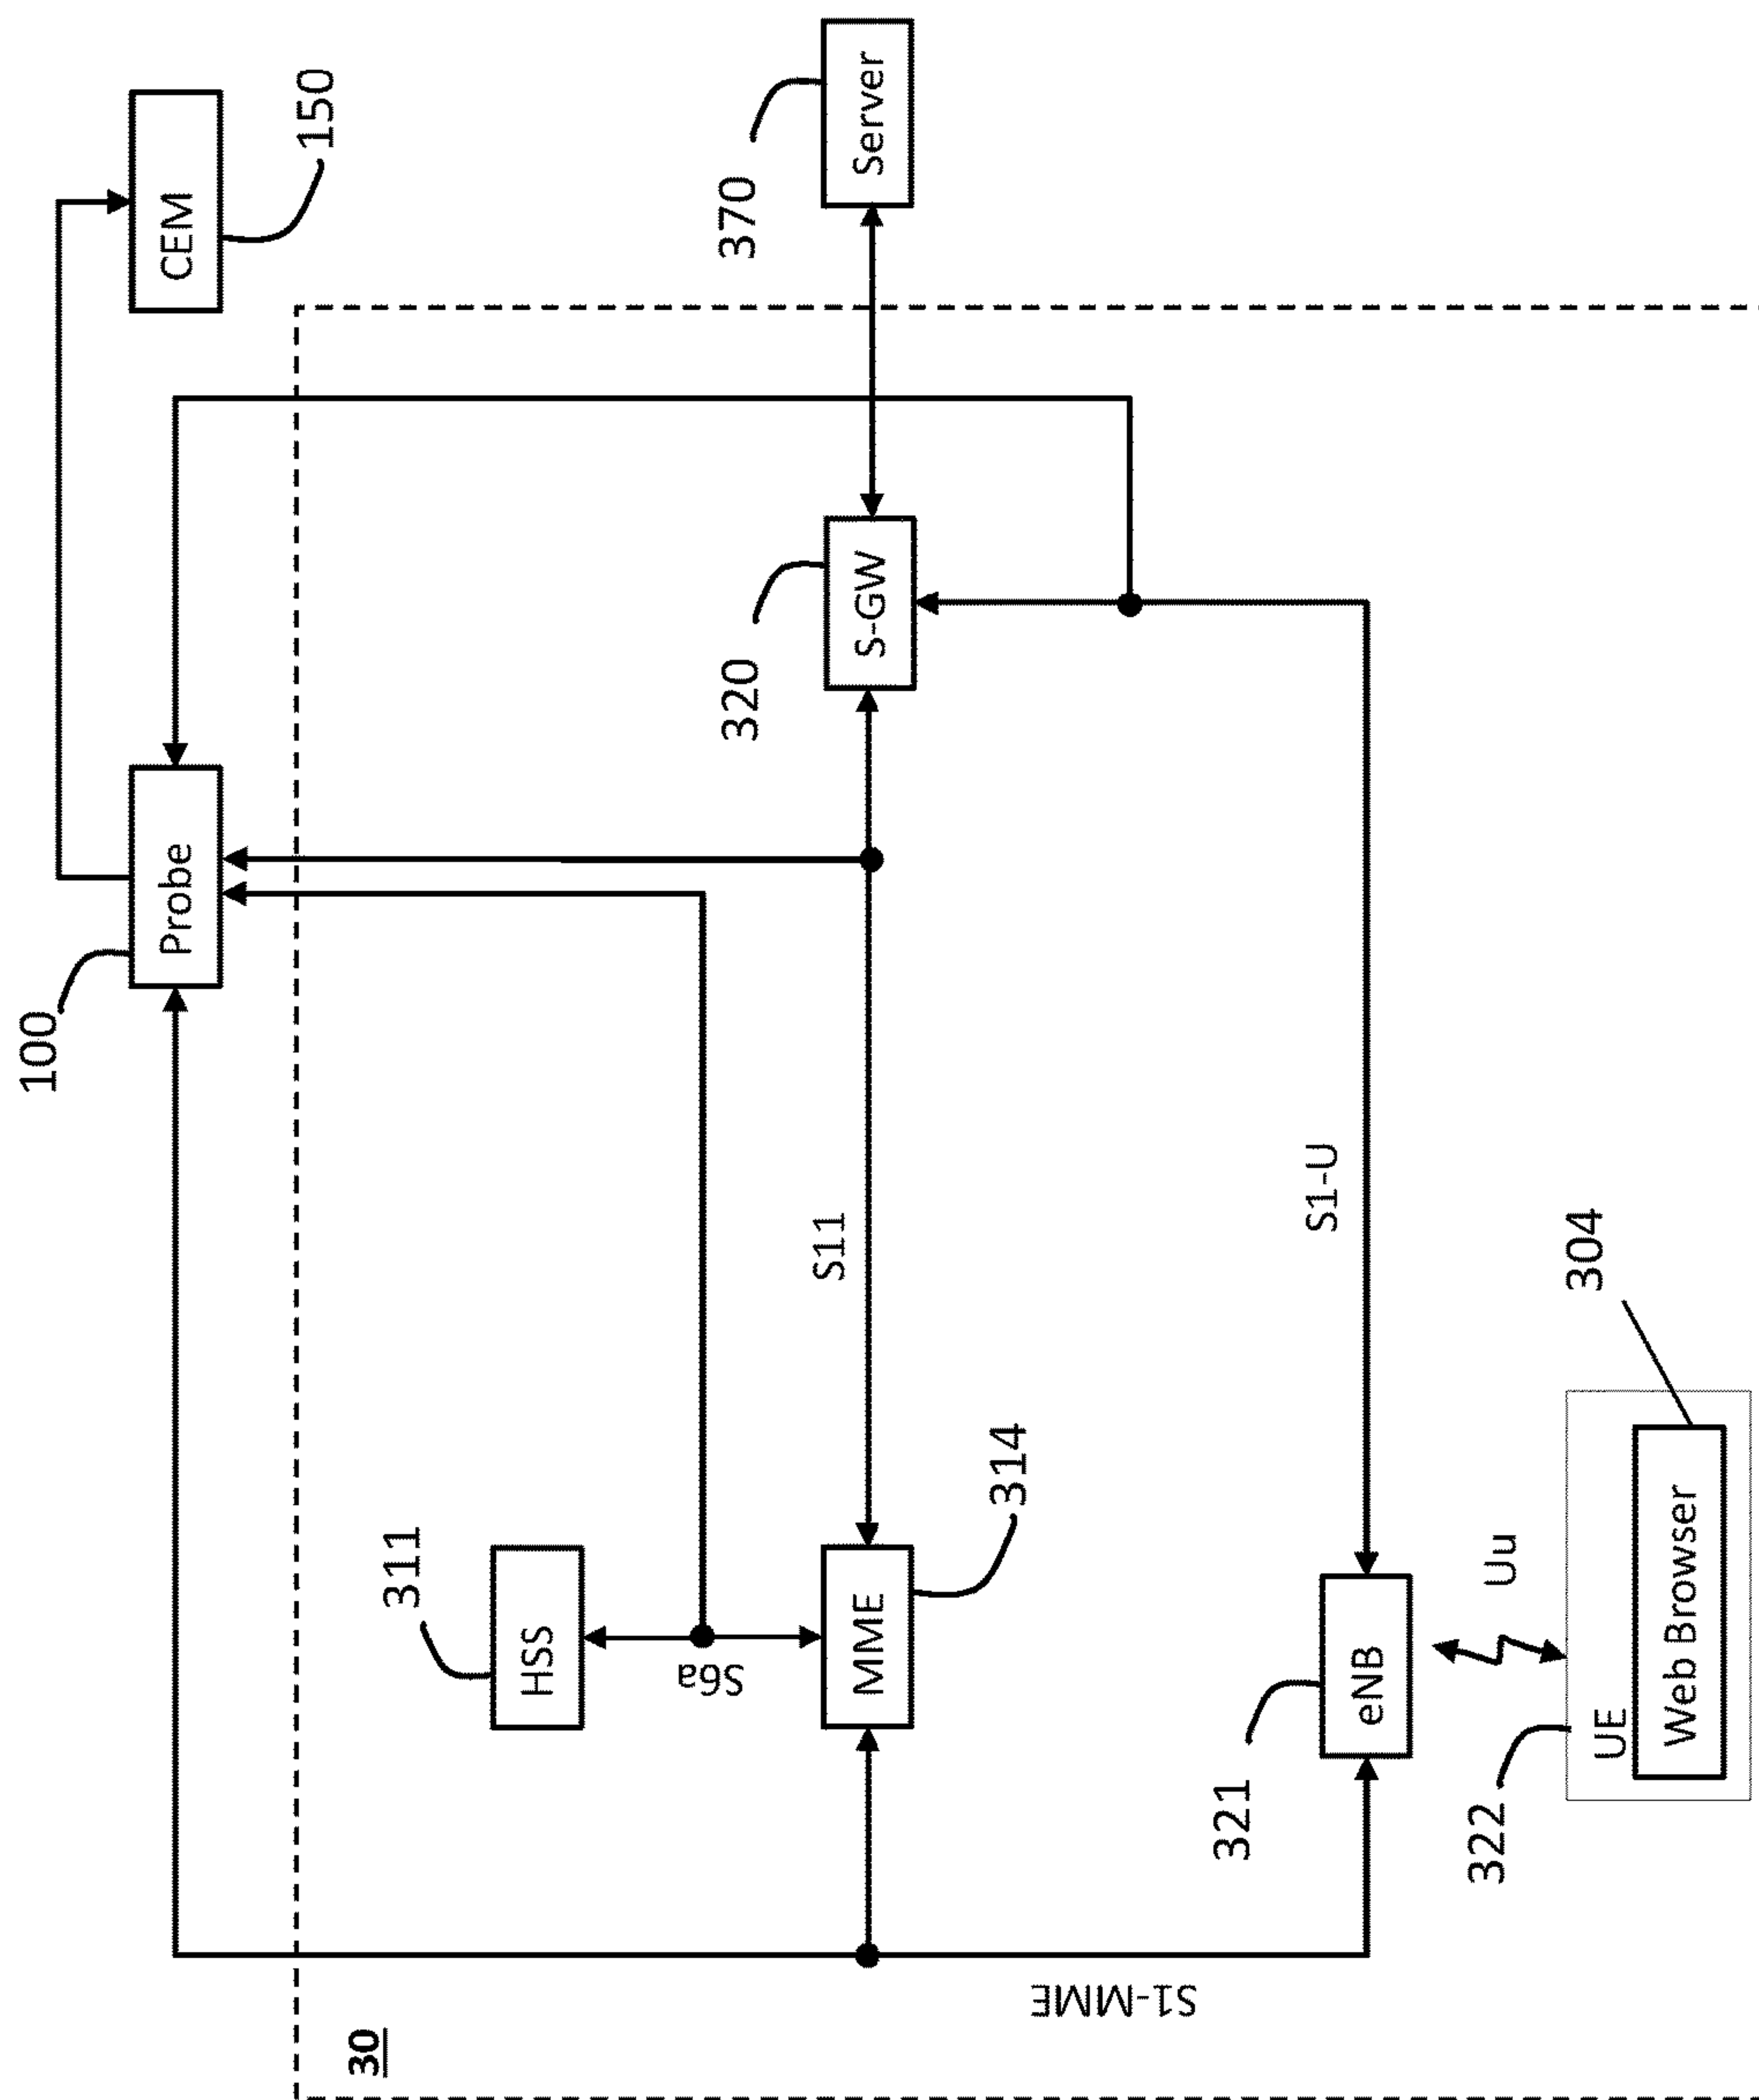 100
Probe
CEM
150
30
311
HSS
S6a
MME
314
S11
320
S-GW
370
Server
S1-MME
321
eNB
S1-U
Uu
322
UE
Web Browser
304